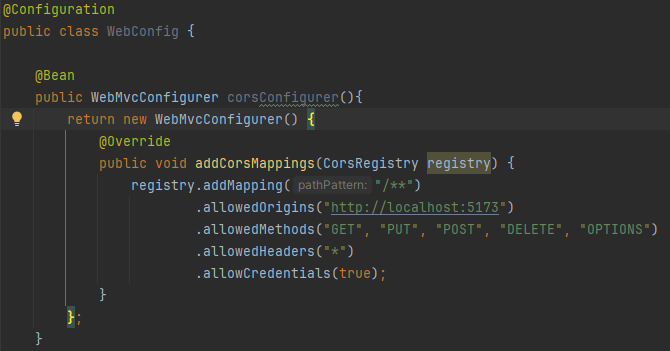 @Configuration
public class WebConfig {
@Bean
public WebMvcConfigurer corsConfigurer(){
return new WebMvcConfigurer() {
@Override
public void addCorsMappings(CorsRegistry registry) {
registry.addMapping( pathPattern: "/**")
.allowedOrigins("http://localhost:5173")
.allowedMethods("GET", "PUT", "POST", "DELETE", "OPTIONS")
.allowedHeaders("*")
.allowCredentials(true);
}
};
}